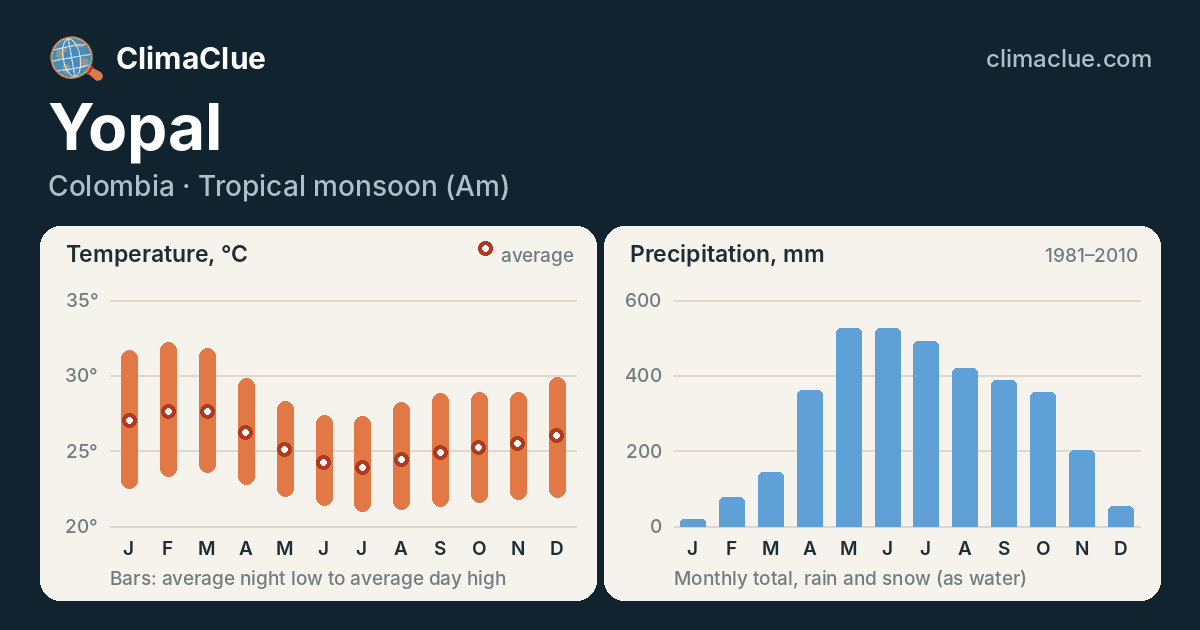 ClimaClue
climaclue.com
Yopal
Colombia · Tropical monsoon (Am)
Temperature, °C
average
35°
30°
25°
20°
J F M A M J J A S O N D
Bars: average night low to average day high
Precipitation, mm
1981–2010
600
400
200
0
J F M A M J J A S O N D
Monthly total, rain and snow (as water)